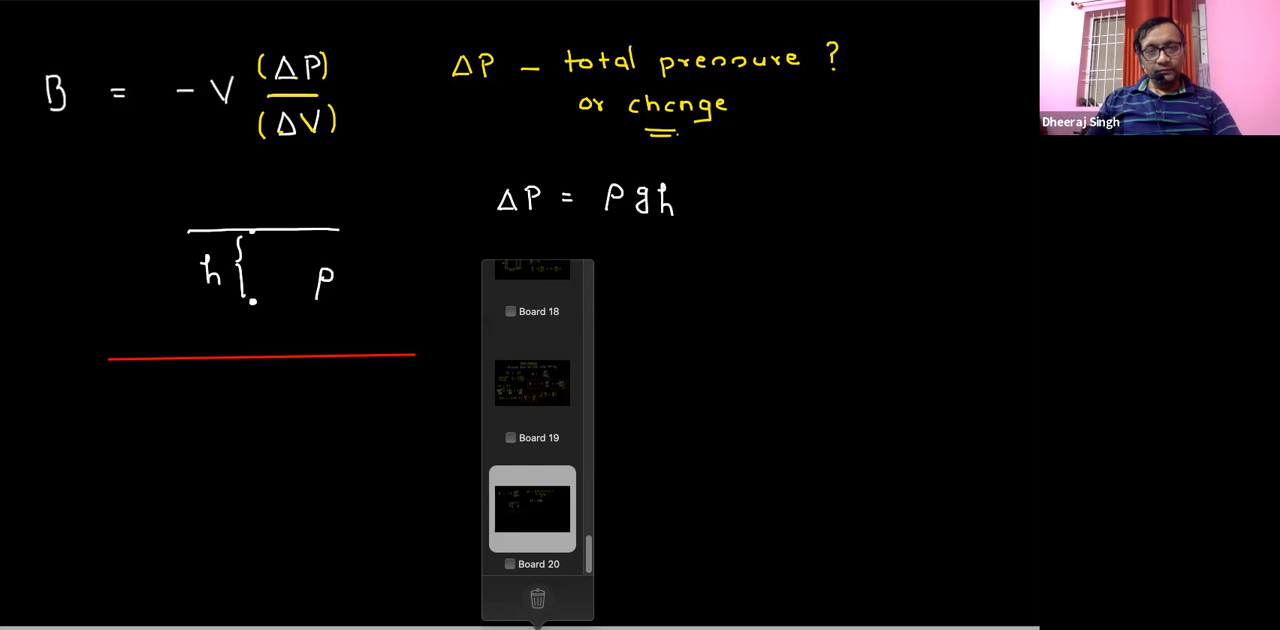 B = - V (ΔP) / (ΔV)
ΔP - total pressure ?
or change
ΔP = ρgh
h { ρ
Dheeraj Singh
Board 18
Board 19
Board 20